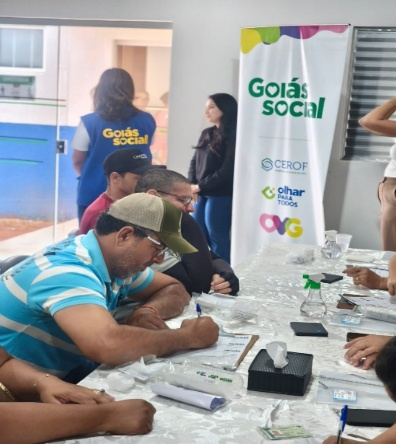 GOIÁS
SOCIAL
Goiás
social
CEROF
olhar
PARA
TODOS
OVG